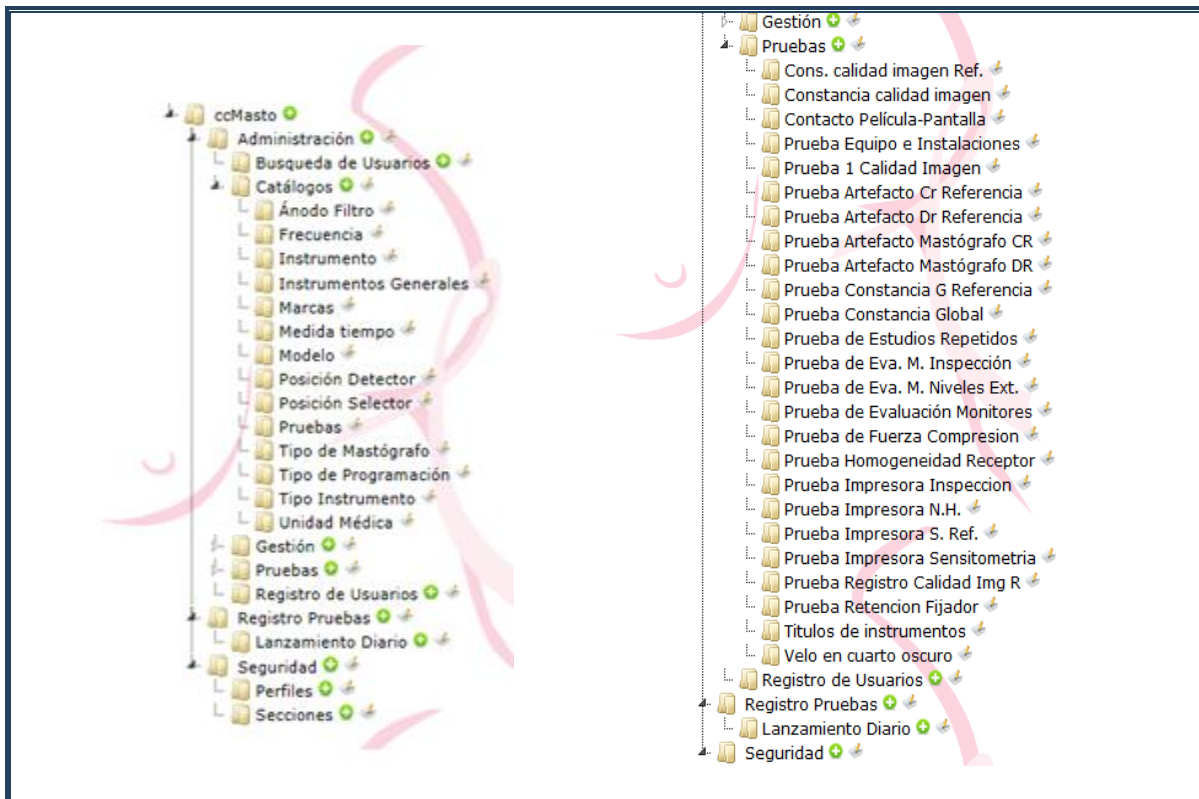 ccMasto
Administración
Busqueda de Usuarios
Catálogos
Ánodo Filtro
Frecuencia
Instrumento
Instrumentos Generales
Marcas
Medida tiempo
Modelo
Posición Detector
Posición Selector
Pruebas
Tipo de Mastógrafo
Tipo de Programación
Tipo Instrumento
Unidad Médica
Gestión
Pruebas
Registro de Usuarios
Registro Pruebas
Lanzamiento Diario
Seguridad
Perfiles
Secciones
Gestión
Pruebas
Cons. calidad imagen Ref.
Constancia calidad imagen
Contacto Película-Pantalla
Prueba Equipo e Instalaciones
Prueba 1 Calidad Imagen
Prueba Artefacto Cr Referencia
Prueba Artefacto Dr Referencia
Prueba Artefacto Mastógrafo CR
Prueba Artefacto Mastógrafo DR
Prueba Constancia G Referencia
Prueba Constancia Global
Prueba de Estudios Repetidos
Prueba de Eva. M. Inspección
Prueba de Eva. M. Niveles Ext.
Prueba de Evaluación Monitores
Prueba de Fuerza Compresion
Prueba Homogeneidad Receptor
Prueba Impresora Inspeccion
Prueba Impresora N.H.
Prueba Impresora S. Ref.
Prueba Impresora Sensitometria
Prueba Registro Calidad Img R
Prueba Retencion Fijador
Titulos de instrumentos
Velo en cuarto oscuro
Registro de Usuarios
Registro Pruebas
Lanzamiento Diario
Seguridad